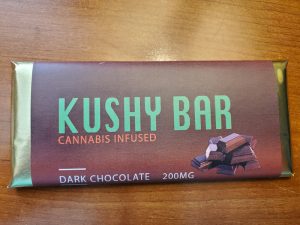 KUSHY BAR
CANNABIS INFUSED
DARK CHOCOLATE 200MG